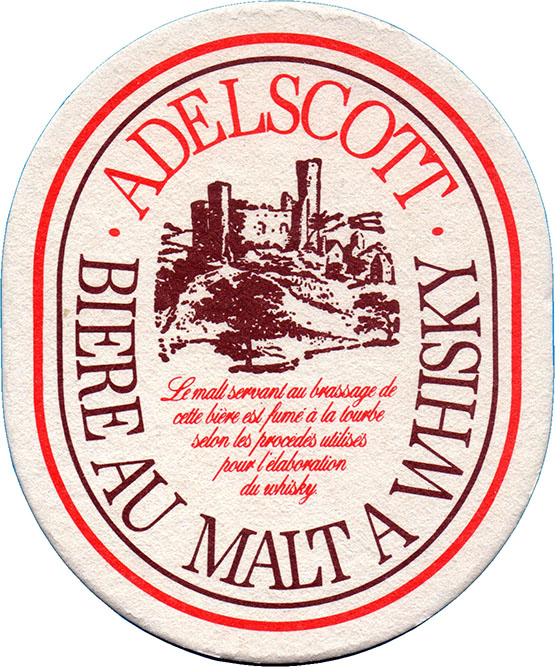 · ADELSCOTT ·
BIERE AU MALT A WHISKY
Le malt servant au brassage de
cette bière est fumé à la tourbe
selon les procedés utilisés
pour l'élaboration
du whisky.